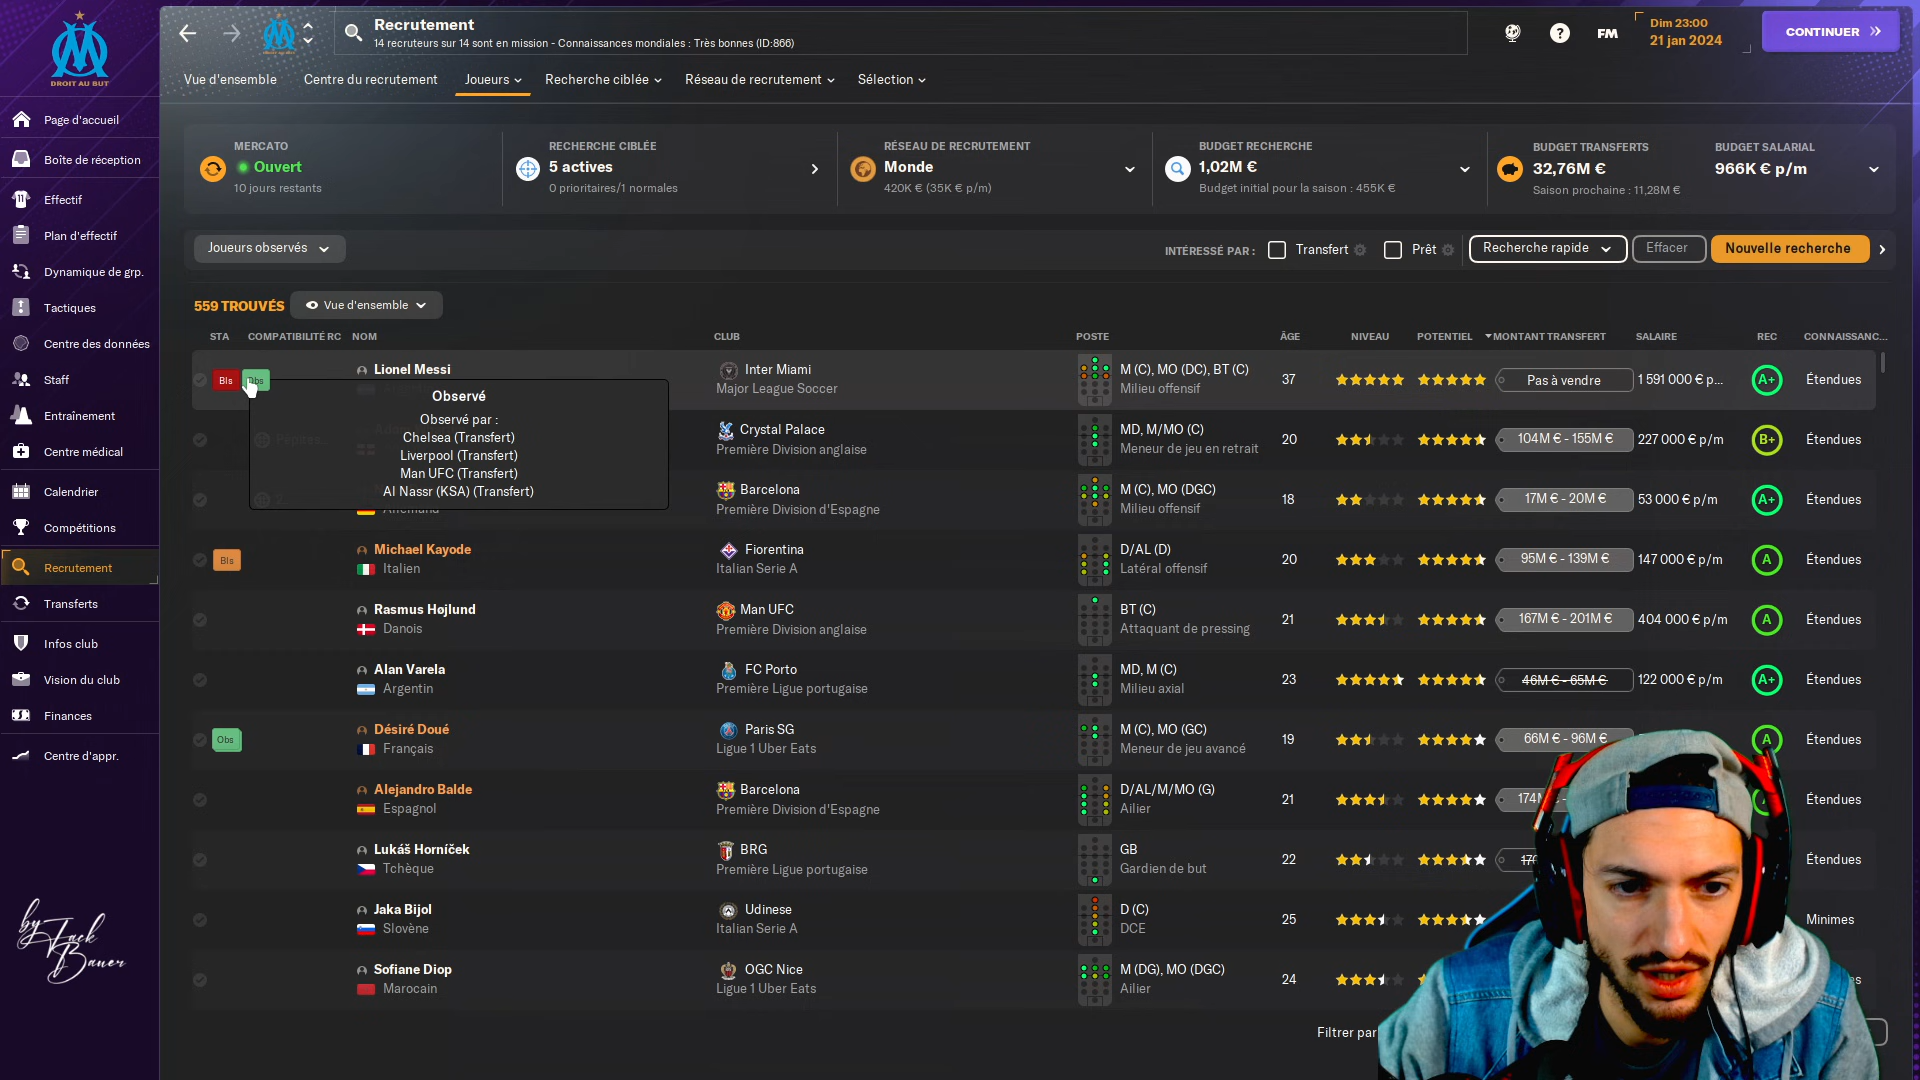 DROIT AU BUT
Recrutement
14 recruteurs sur 14 sont en mission - Connaissances mondiales : Très bonnes (ID:866)
FM
Dim 23:00
21 jan 2024
CONTINUER
Vue d'ensemble
Centre du recrutement
Joueurs
Recherche ciblée
Réseau de recrutement
Sélection
Page d'accueil
Boîte de réception
Effectif
Plan d'effectif
Dynamique de grp.
Tactiques
Centre des données
Staff
Entraînement
Centre médical
Calendrier
Compétitions
Recrutement
Transferts
Infos club
Vision du club
Finances
Centre d'appr.
by Jack
Bauer
MERCATO
Ouvert
10 jours restants
RECHERCHE CIBLÉE
5 actives
0 prioritaires/1 normales
RÉSEAU DE RECRUTEMENT
Monde
420K € (35K € p/m)
BUDGET RECHERCHE
1,02M €
Budget initial pour la saison : 455K €
BUDGET TRANSFERTS
32,76M €
Saison prochaine : 11,28M €
BUDGET SALARIAL
966K € p/m
Joueurs observés
INTÉRESSÉ PAR :
Transfert
Prêt
Recherche rapide
Effacer
Nouvelle recherche
559 TROUVÉS
Vue d'ensemble
STA COMPATIBILITÉ RC NOM CLUB POSTE ÂGE NIVEAU POTENTIEL MONTANT TRANSFERT SALAIRE REC CONNAISSANC...
Bls Obs Lionel Messi Inter Miami M (C), MO (DC), BT (C) 37 Pas à vendre 1 591 000 € p... A+ Étendues
Major League Soccer Milieu offensif
Observé
Observé par :
Chelsea (Transfert)
Liverpool (Transfert)
Man UFC (Transfert)
Al Nassr (KSA) (Transfert)
Crystal Palace MD, M/MO (C) 20 104M € - 155M € 227 000 € p/m B+ Étendues
Première Division anglaise Meneur de jeu en retrait
Barcelona M (C), MO (DGC) 18 17M € - 20M € 53 000 € p/m A+ Étendues
Allemand Première Division d'Espagne Milieu offensif
Bls Michael Kayode Fiorentina D/AL (D) 20 95M € - 139M € 147 000 € p/m A Étendues
Italien Italian Serie A Latéral offensif
Rasmus Højlund Man UFC BT (C) 21 167M € - 201M € 404 000 € p/m A Étendues
Danois Première Division anglaise Attaquant de pressing
Alan Varela FC Porto MD, M (C) 23 46M € - 65M € 122 000 € p/m A+ Étendues
Argentin Première Ligue portugaise Milieu axial
Obs Désiré Doué Paris SG M (C), MO (GC) 19 66M € - 96M € A Étendues
Français Ligue 1 Uber Eats Meneur de jeu avancé
Alejandro Balde Barcelona D/AL/M/MO (G) 21 174M Étendues
Espagnol Première Division d'Espagne Ailier
Lukáš Horníček BRG GB 22 Étendues
Tchèque Première Ligue portugaise Gardien de but
Jaka Bijol Udinese D (C) 25 Minimes
Slovène Italian Serie A DCE
Sofiane Diop OGC Nice M (DG), MO (DGC) 24
Marocain Ligue 1 Uber Eats Ailier
Filtrer par